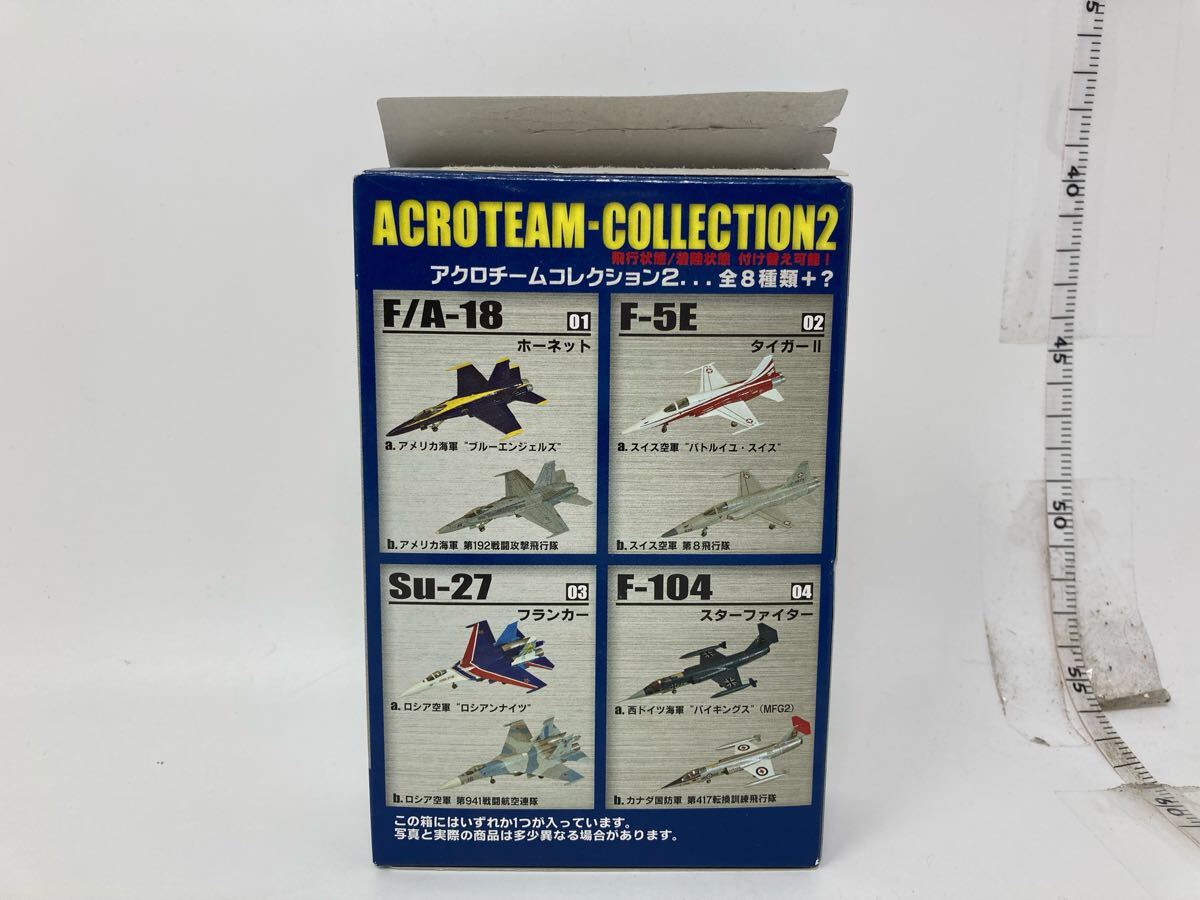 ACROTEAM-COLLECTION2
飛行状態/着陸状態 付け替え可能！
アクロチームコレクション2...全8種類+?
F/A-18 01
ホーネット
a.アメリカ海軍 "ブルーエンジェルズ"
b.アメリカ海軍 第192戦闘攻撃飛行隊
F-5E 02
タイガーII
a.スイス空軍 "パトルイユ・スイス"
b.スイス空軍 第8飛行隊
Su-27 03
フランカー
a.ロシア空軍 "ロシアンナイツ"
b.ロシア空軍 第941戦闘航空連隊
F-104 04
スターファイター
a.西ドイツ海軍 "バイキングス"(MFG2)
b.カナダ国防軍 第417転換訓練飛行隊
この箱にはいずれか1つが入っています。
写真と実際の商品は多少異なる場合があります。
40
45
50
55